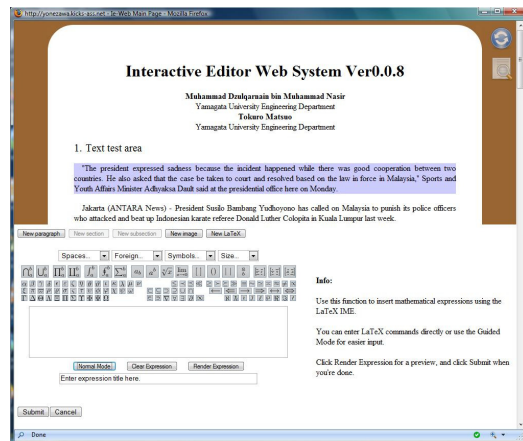 http://yonezawa.kicks-ass.net - Ie-Web Main Page - Mozilla Firefox
Interactive Editor Web System Ver0.0.8
Muhammad Dzulqarnain bin Muhammad Nasir
Yamagata University Engineering Department
Tokuro Matsuo
Yamagata University Engineering Department
1. Text test area
"The president expressed sadness because the incident happened while there was good cooperation between two
countries. He also asked that the case be taken to court and resolved based on the law in force in Malaysia," Sports and
Youth Affairs Minister Adhyaksa Dault said at the presidential office here on Monday.
Jakarta (ANTARA News) - President Susilo Bambang Yudhoyono has called on Malaysia to punish its police officers
who attacked and beat up Indonesian karate referee Donald Luther Colopita in Kuala Lumpur last week.
New paragraph New section New subsection New image New LaTeX
Spaces... Foreign... Symbols... Size...
Info:
Use this function to insert mathematical expressions using the
LaTeX IME.
You can enter LaTeX commands directly or use the Guided
Mode for easier input.
Click Render Expression for a preview, and click Submit when
you're done.
Normal Mode Clear Expression Render Expression
Enter expression title here.
Submit Cancel
Done